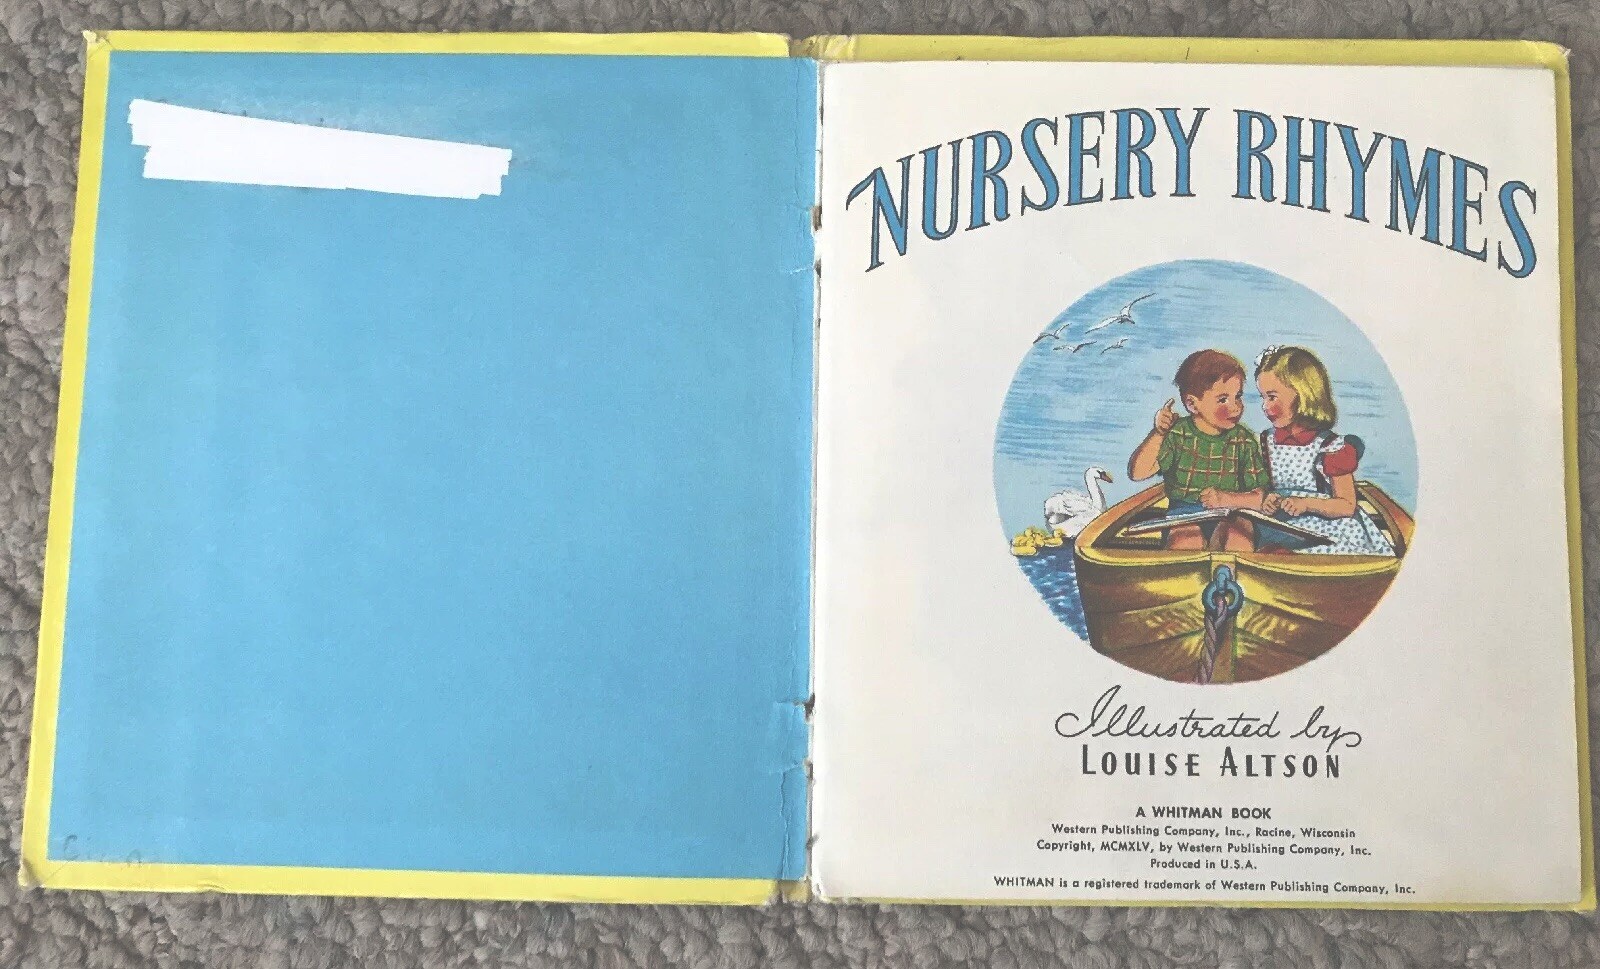 NURSERY RHYMES
Illustrated by
LOUISE ALTSON
A WHITMAN BOOK
Western Publishing Company, Inc., Racine, Wisconsin
Copyright, MCMXLV, by Western Publishing Company, Inc.
Produced in U.S.A.
WHITMAN is a registered trademark of Western Publishing Company, Inc.